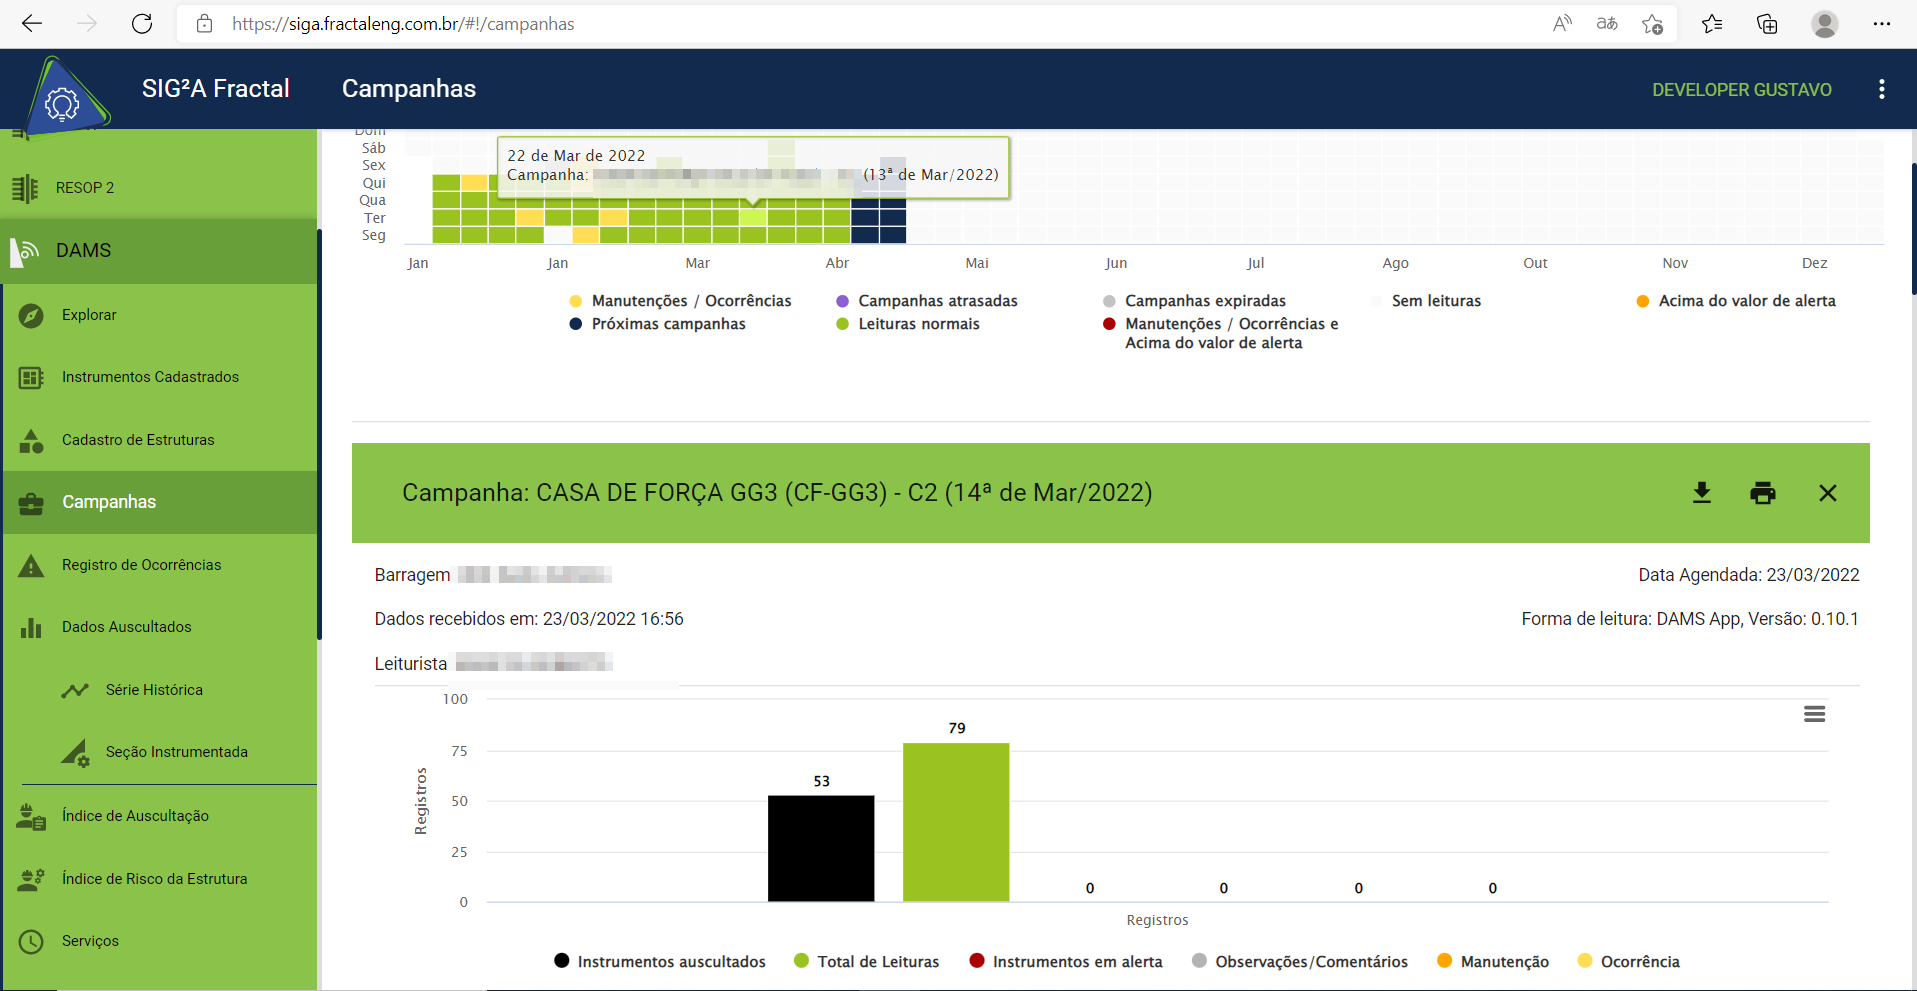 https://siga.fractaleng.com.br/#!/campanhas
SIG²A Fractal
Campanhas
DEVELOPER GUSTAVO
RESOP 2
DAMS
Explorar
Instrumentos Cadastrados
Cadastro de Estruturas
Campanhas
Registro de Ocorrências
Dados Auscultados
Série Histórica
Seção Instrumentada
Índice de Auscultação
Índice de Risco da Estrutura
Serviços
Dom
Sáb
Sex
Qui
Qua
Ter
Seg
22 de Mar de 2022
Campanha: (13ª de Mar/2022)
Jan Jan Mar Abr Mai Jun Jul Ago Out Nov Dez
Manutenções / Ocorrências
Campanhas atrasadas
Campanhas expiradas
Sem leituras
Acima do valor de alerta
Próximas campanhas
Leituras normais
Manutenções / Ocorrências e
Acima do valor de alerta
Campanha: CASA DE FORÇA GG3 (CF-GG3) - C2 (14ª de Mar/2022)
Barragem
Data Agendada: 23/03/2022
Dados recebidos em: 23/03/2022 16:56
Forma de leitura: DAMS App, Versão: 0.10.1
Leiturista
100
75
50
25
0
Registros
53
79
0
0
0
0
Registros
Instrumentos auscultados
Total de Leituras
Instrumentos em alerta
Observações/Comentários
Manutenção
Ocorrência